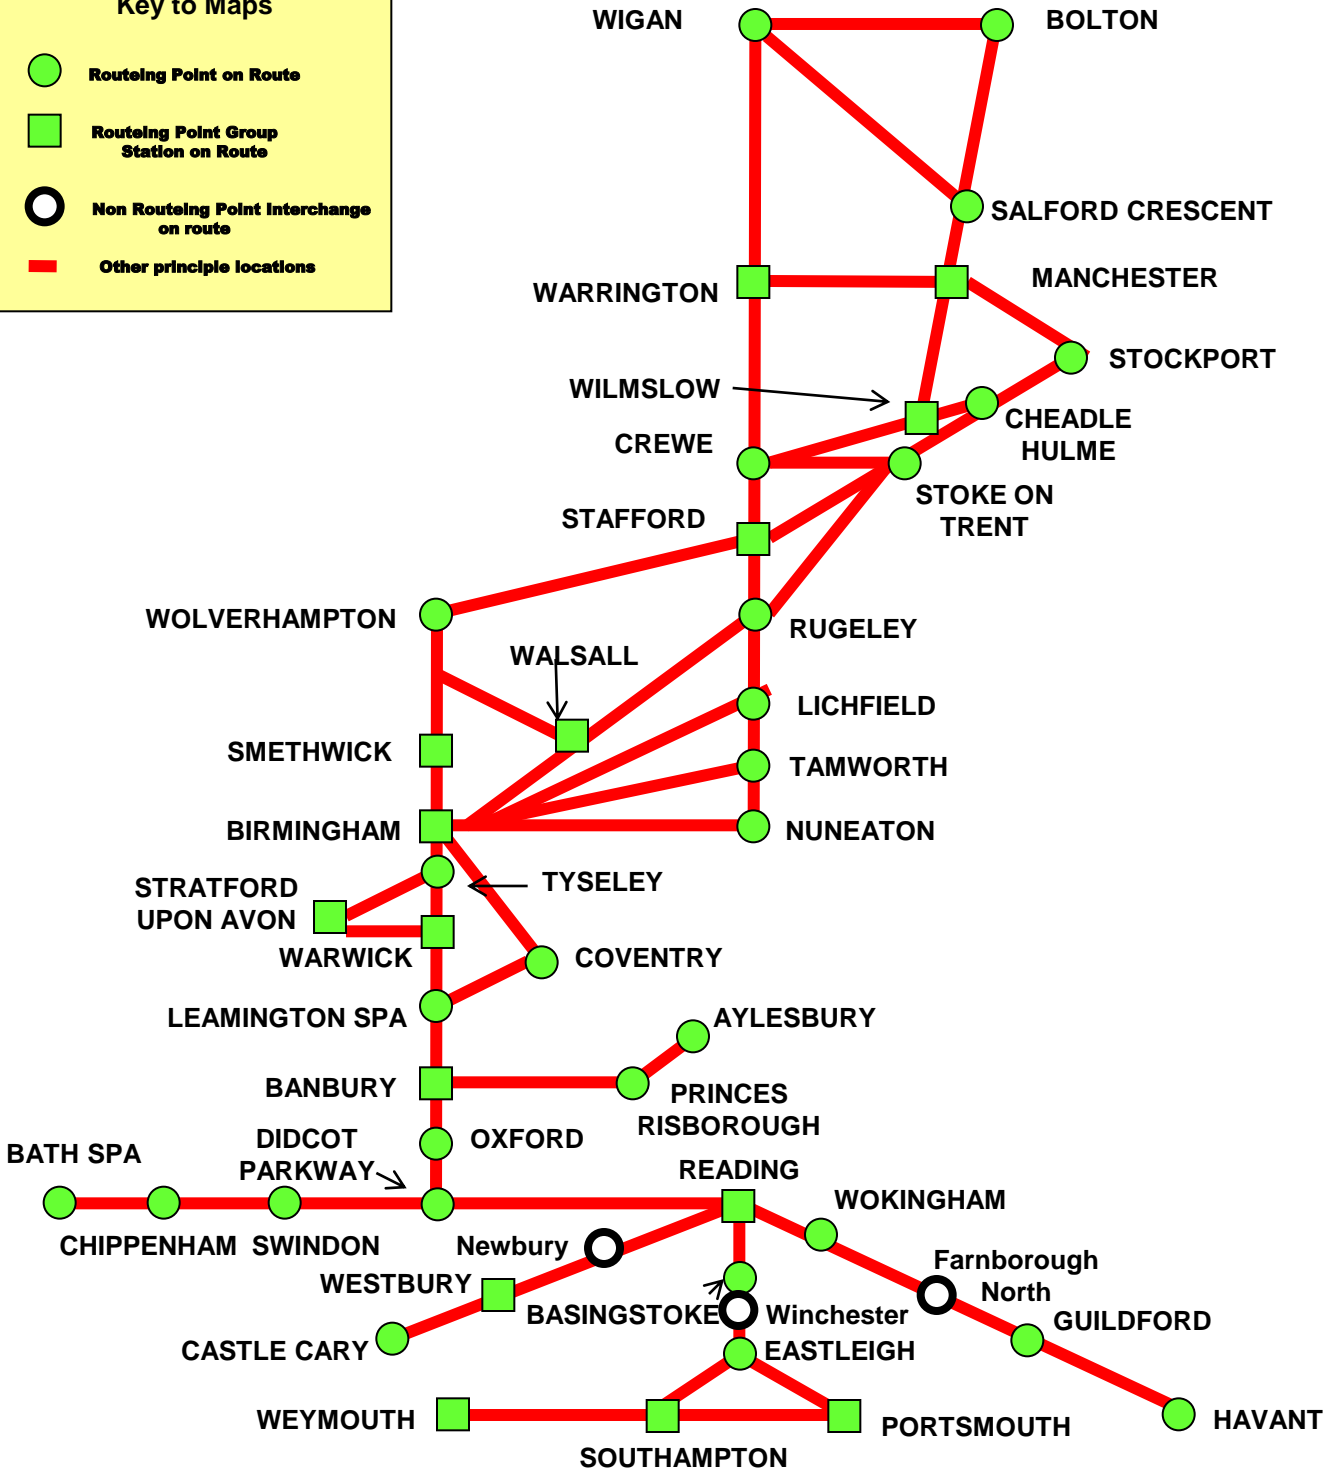 Key to Maps
Routeing Point on Route
Routeing Point Group
Station on Route
Non Routeing Point Interchange
on route
Other principle locations
WIGAN
BOLTON
SALFORD CRESCENT
WARRINGTON
MANCHESTER
STOCKPORT
WILMSLOW
CHEADLE
HULME
CREWE
STOKE ON
TRENT
STAFFORD
WOLVERHAMPTON
RUGELEY
WALSALL
LICHFIELD
SMETHWICK
TAMWORTH
BIRMINGHAM
NUNEATON
TYSELEY
STRATFORD
UPON AVON
WARWICK
COVENTRY
LEAMINGTON SPA
AYLESBURY
BANBURY
PRINCES
RISBOROUGH
OXFORD
DIDCOT
PARKWAY
BATH SPA
READING
WOKINGHAM
CHIPPENHAM
SWINDON
Newbury
Farnborough
North
WESTBURY
BASINGSTOKE
Winchester
GUILDFORD
CASTLE CARY
EASTLEIGH
WEYMOUTH
PORTSMOUTH
HAVANT
SOUTHAMPTON